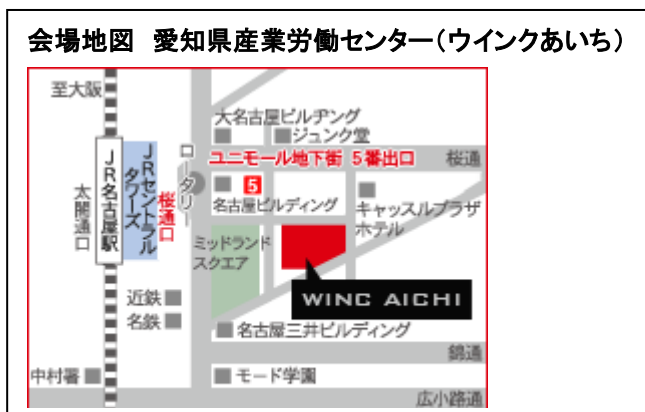 会場地図 愛知県産業労働センター(ウインクあいち)
至大阪
大名古屋ビルヂング
ジュンク堂
ユニモール地下街 5番出口
桜通
ロータリー
JR名古屋駅
JRセントラル
タワーズ
桜通口
太閤通口
5
名古屋ビルディング
キャッスルプラザ
ホテル
ミッドランド
スクエア
WINC AICHI
近鉄
名鉄
名古屋三井ビルディング
錦通
中村署
モード学園
広小路通